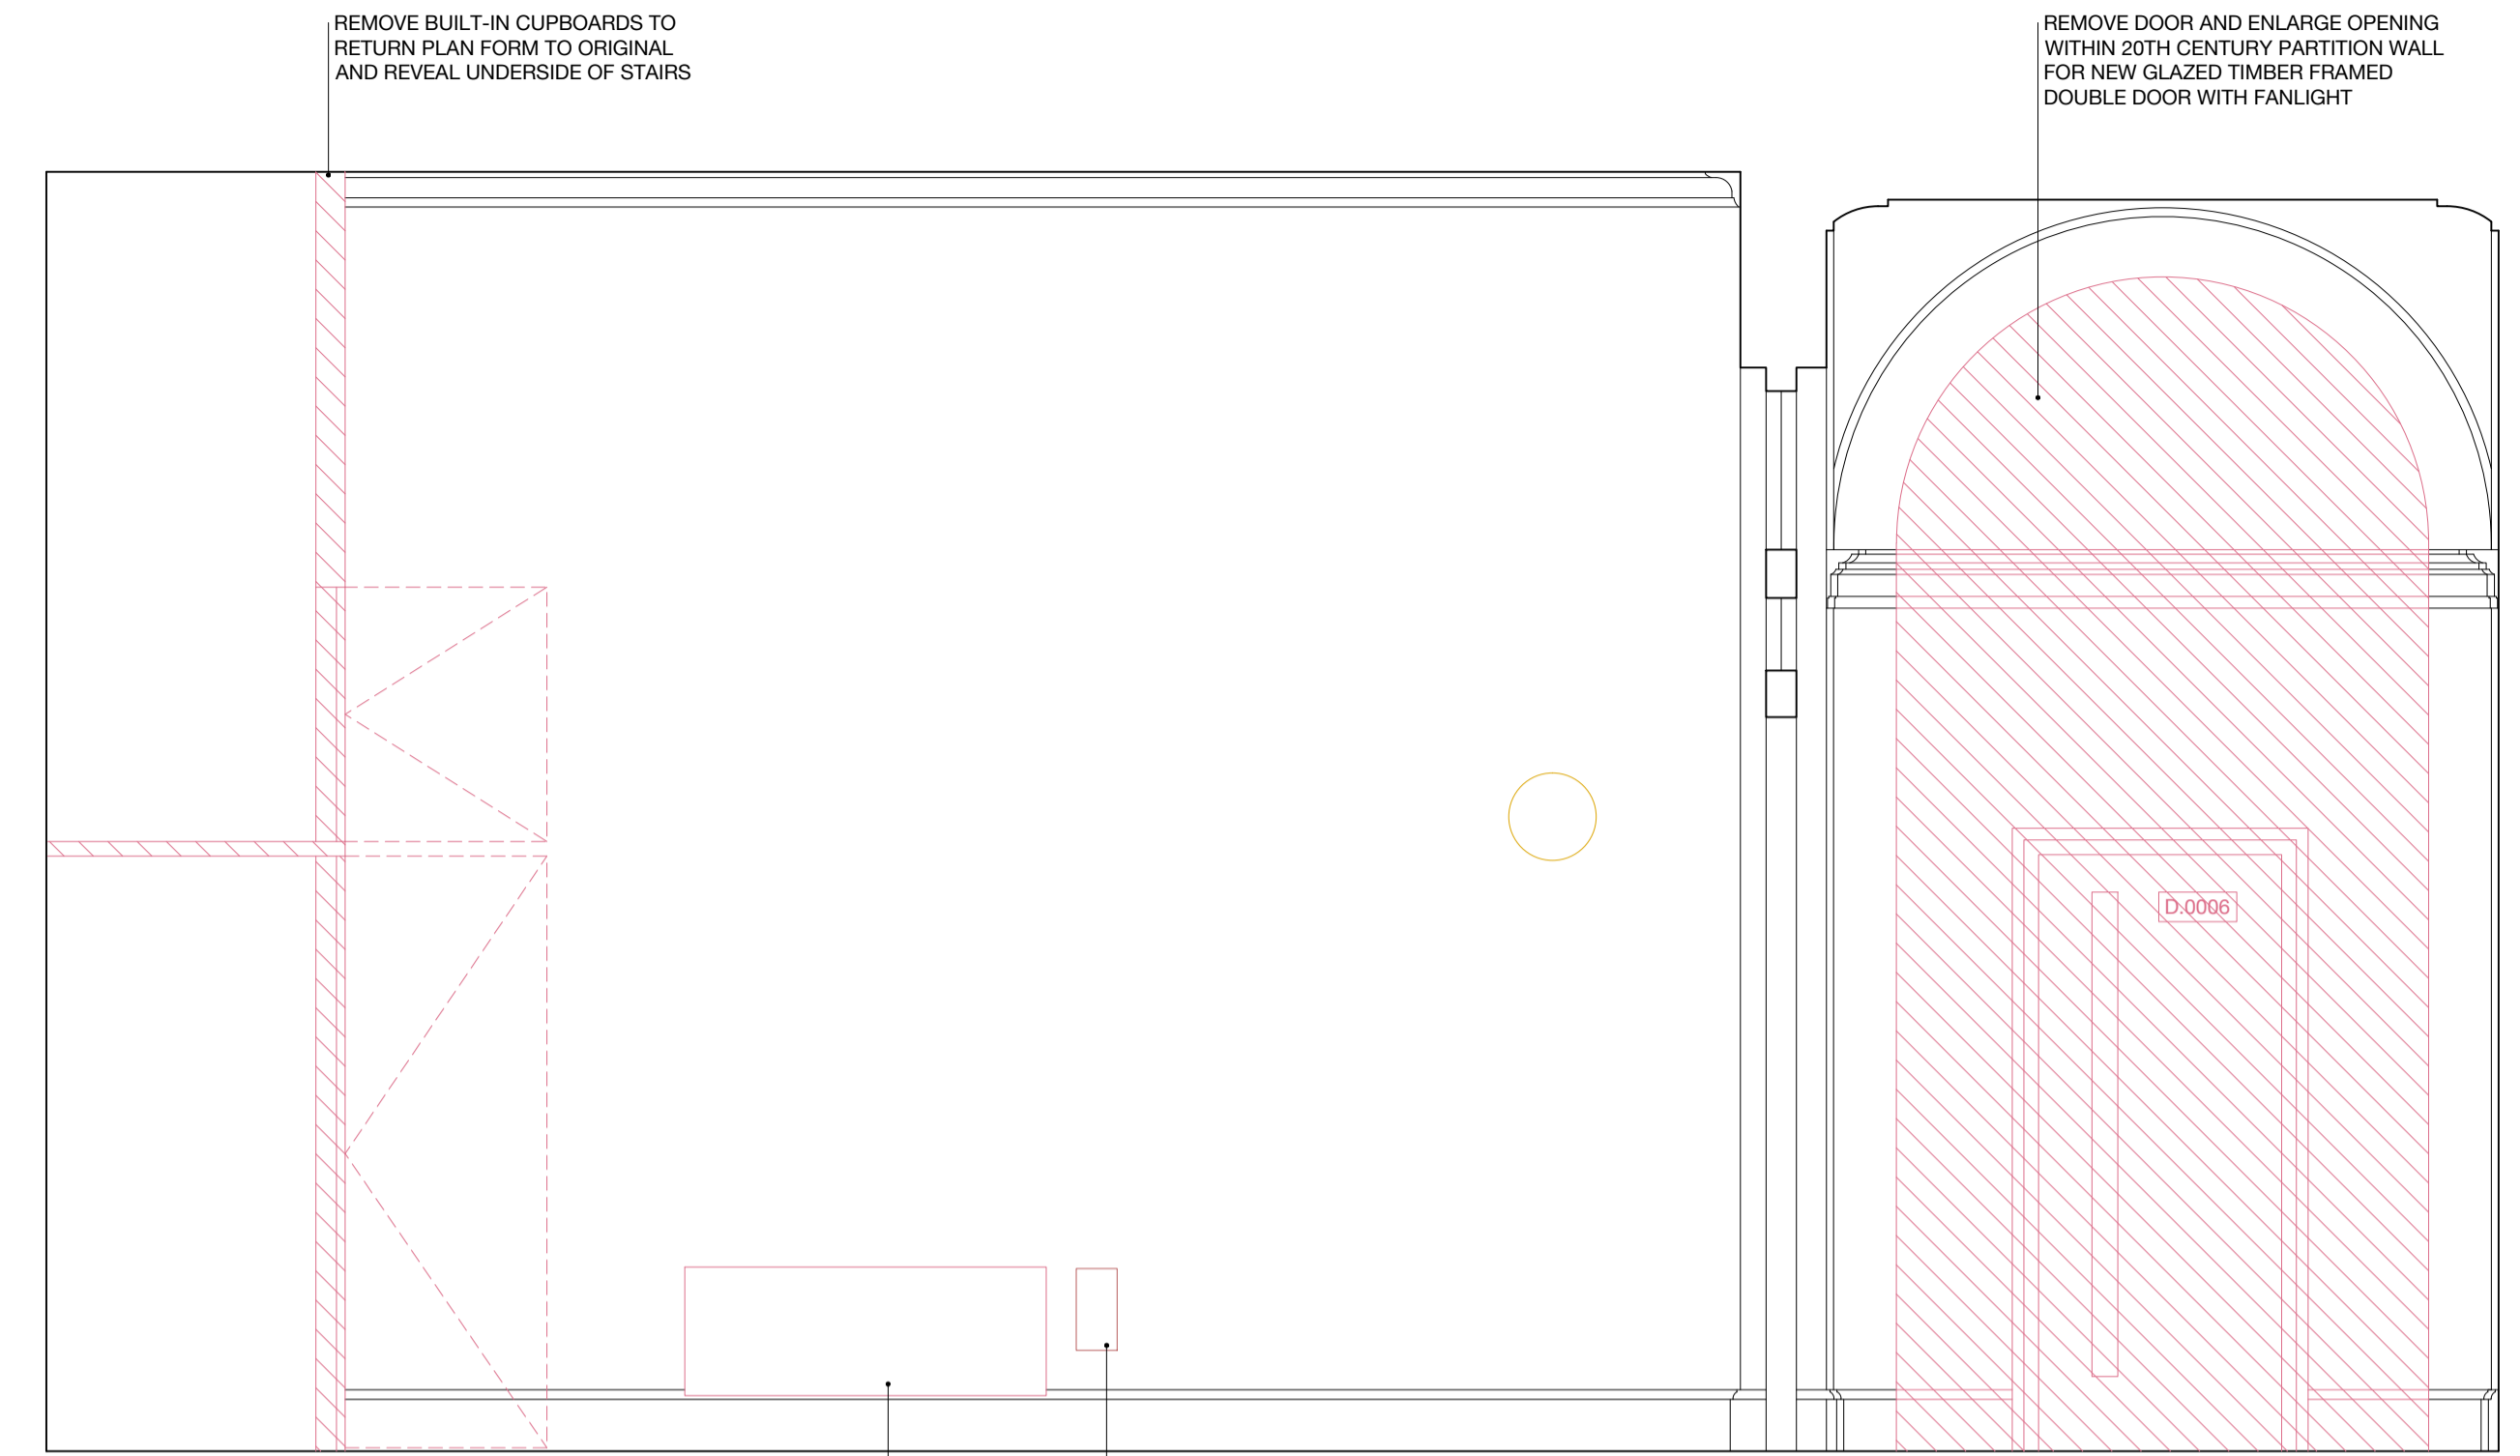 REMOVE BUILT-IN CUPBOARDS TO
RETURN PLAN FORM TO ORIGINAL
AND REVEAL UNDERSIDE OF STAIRS
REMOVE DOOR AND ENLARGE OPENING
WITHIN 20TH CENTURY PARTITION WALL
FOR NEW GLAZED TIMBER FRAMED
DOUBLE DOOR WITH FANLIGHT
D.0006